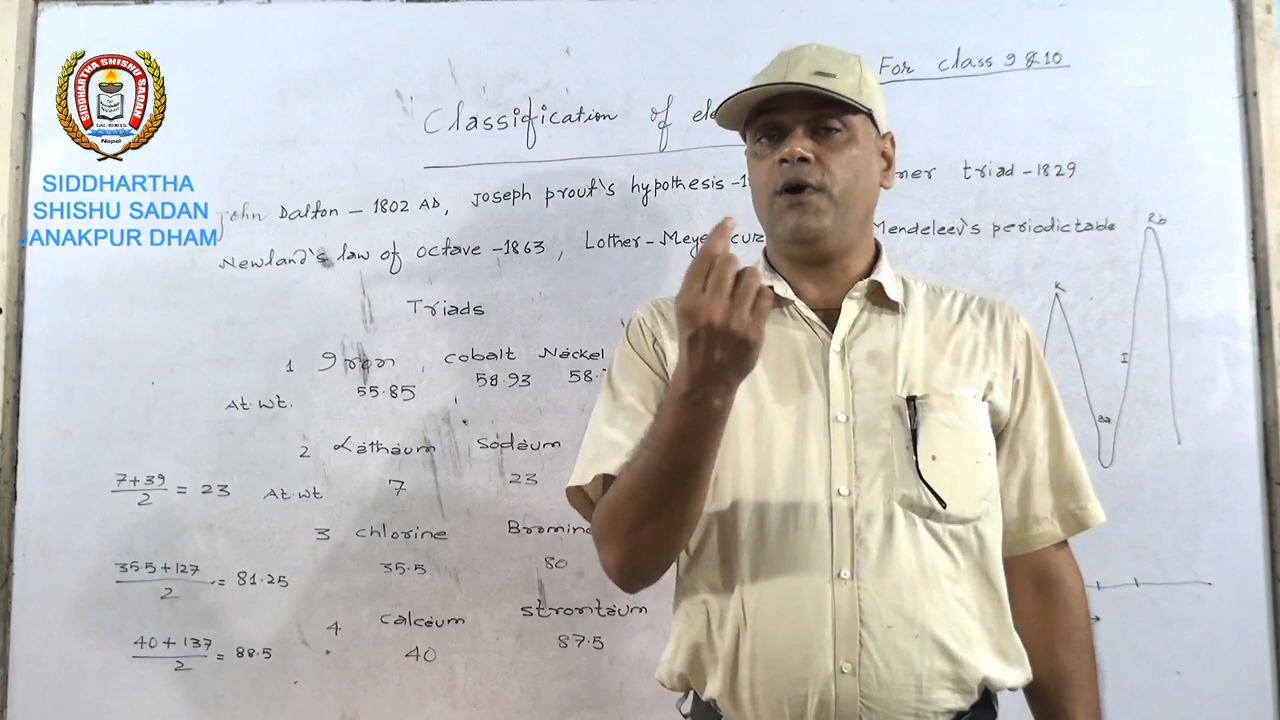 SIDDHARTHA SHISHU SADAN
Nepal
SIDDHARTHA
SHISHU SADAN
JANAKPUR DHAM
For class 9 & 10
Classification of ele
John Dalton – 1802 AD, Joseph prout's hypothesis -1 ner triad - 1829
Newland's law of octave -1863, Lother-Meye cur Mendeleev's periodictable
Triads
1 Iron cobalt Nickel
At. wt. 55.85 58.93 58.
2 Lithium Sodium
7+39/2 = 23 At. wt 7 23
3 chlorine Bromine
35.5+127/2 = 81.25 35.5 80
4 calcium strontium
40+137/2 = 88.5 40 87.5
K
Rb
I